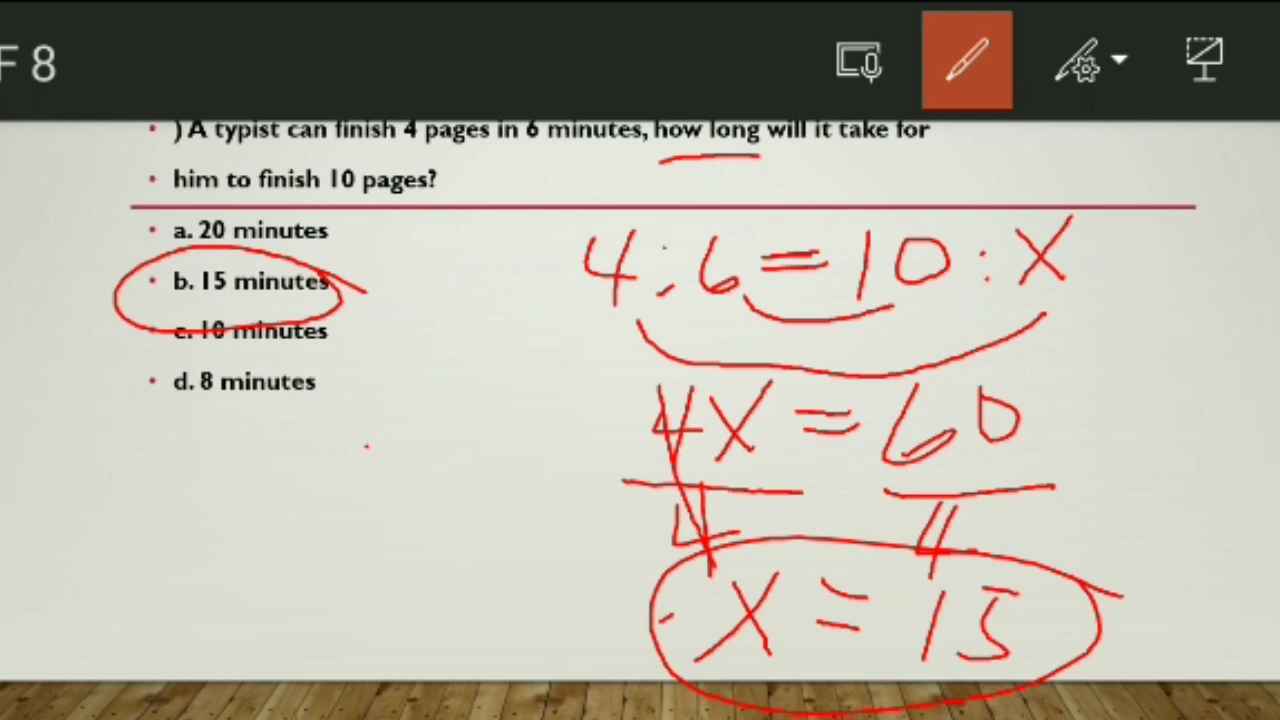 F 8
• ) A typist can finish 4 pages in 6 minutes, how long will it take for
• him to finish 10 pages?
• a. 20 minutes
• b. 15 minutes
• c. 10 minutes
• d. 8 minutes
4 : 6 = 10 : X
4X = 60
4 4
X = 15